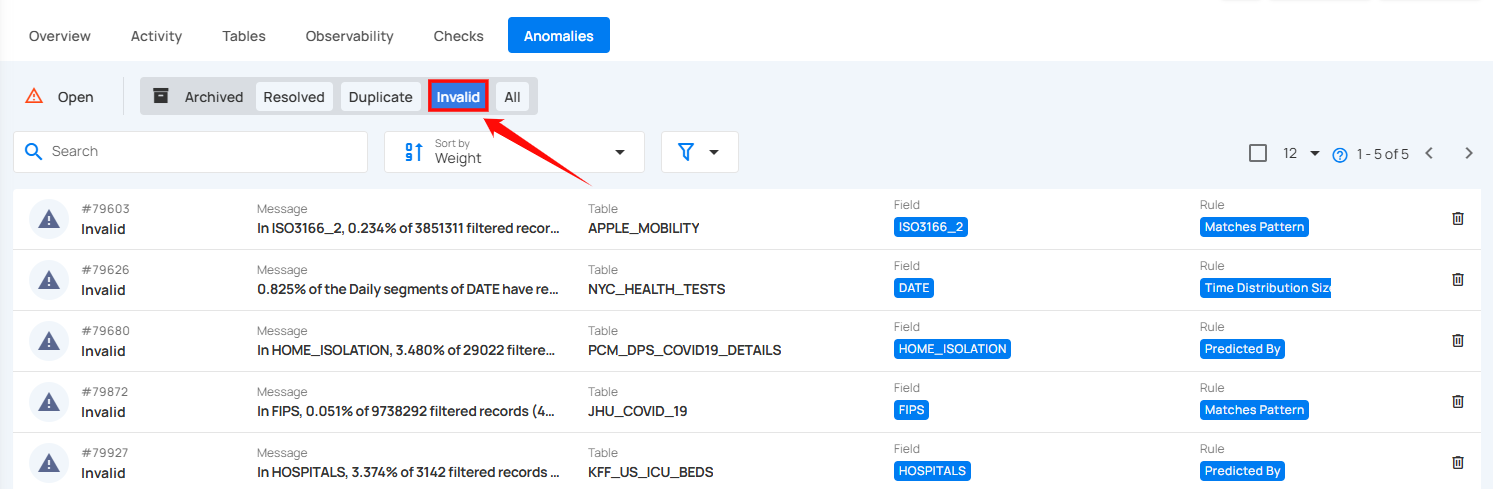 Overview Activity Tables Observability Checks Anomalies
Open Archived Resolved Duplicate Invalid All
Search Sort by Weight 12 1 - 5 of 5
#79603 Message Table Field Rule
Invalid In ISO3166_2, 0.234% of 3851311 filtered recor... APPLE_MOBILITY ISO3166_2 Matches Pattern
#79626 Message Table Field Rule
Invalid 0.825% of the Daily segments of DATE have re... NYC_HEALTH_TESTS DATE Time Distribution Size
#79680 Message Table Field Rule
Invalid In HOME_ISOLATION, 3.480% of 29022 filtere... PCM_DPS_COVID19_DETAILS HOME_ISOLATION Predicted By
#79872 Message Table Field Rule
Invalid In FIPS, 0.051% of 9738292 filtered records (4... JHU_COVID_19 FIPS Matches Pattern
#79927 Message Table Field Rule
Invalid In HOSPITALS, 3.374% of 3142 filtered records ... KFF_US_ICU_BEDS HOSPITALS Predicted By